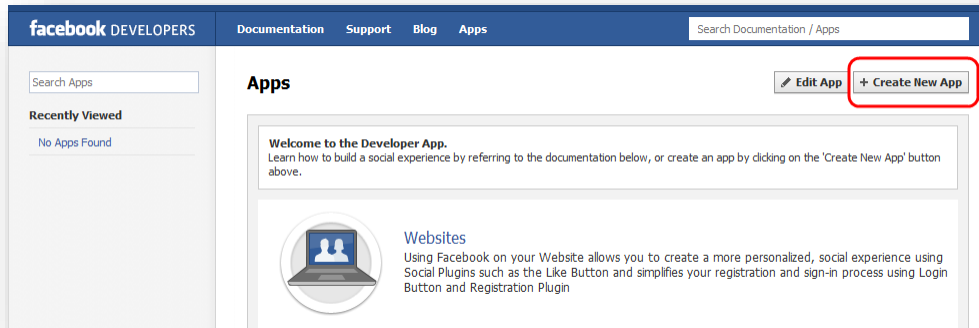 facebook DEVELOPERS
Documentation Support Blog Apps
Search Documentation / Apps
Search Apps
Recently Viewed
No Apps Found
Apps
Edit App
+ Create New App
Welcome to the Developer App.
Learn how to build a social experience by referring to the documentation below, or create an app by clicking on the 'Create New App' button
above.
Websites
Using Facebook on your Website allows you to create a more personalized, social experience using
Social Plugins such as the Like Button and simplifies your registration and sign-in process using Login
Button and Registration Plugin